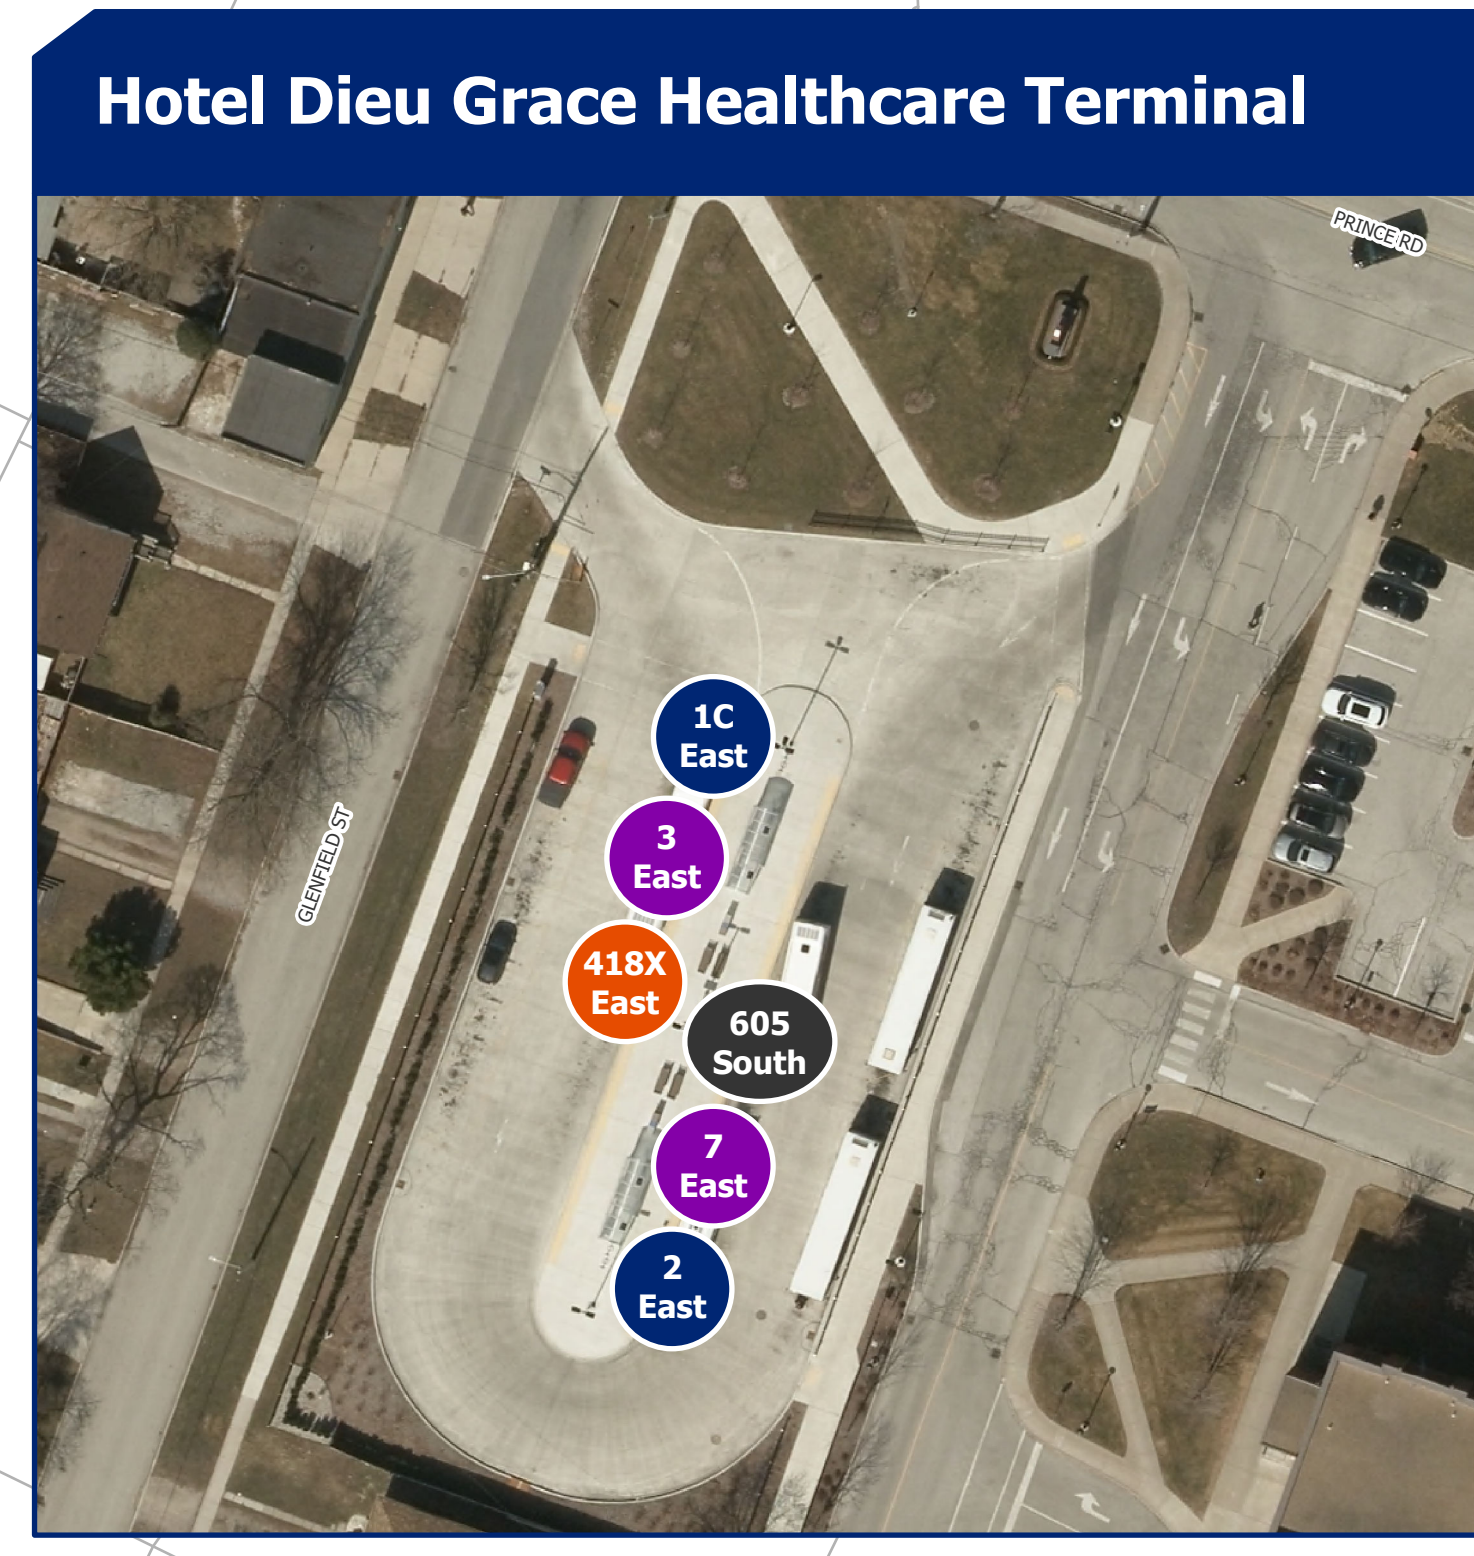 Hotel Dieu Grace Healthcare Terminal
PRINCE RD
1C
East
3
East
GLENFIELD ST
418X
East
605
South
7
East
2
East